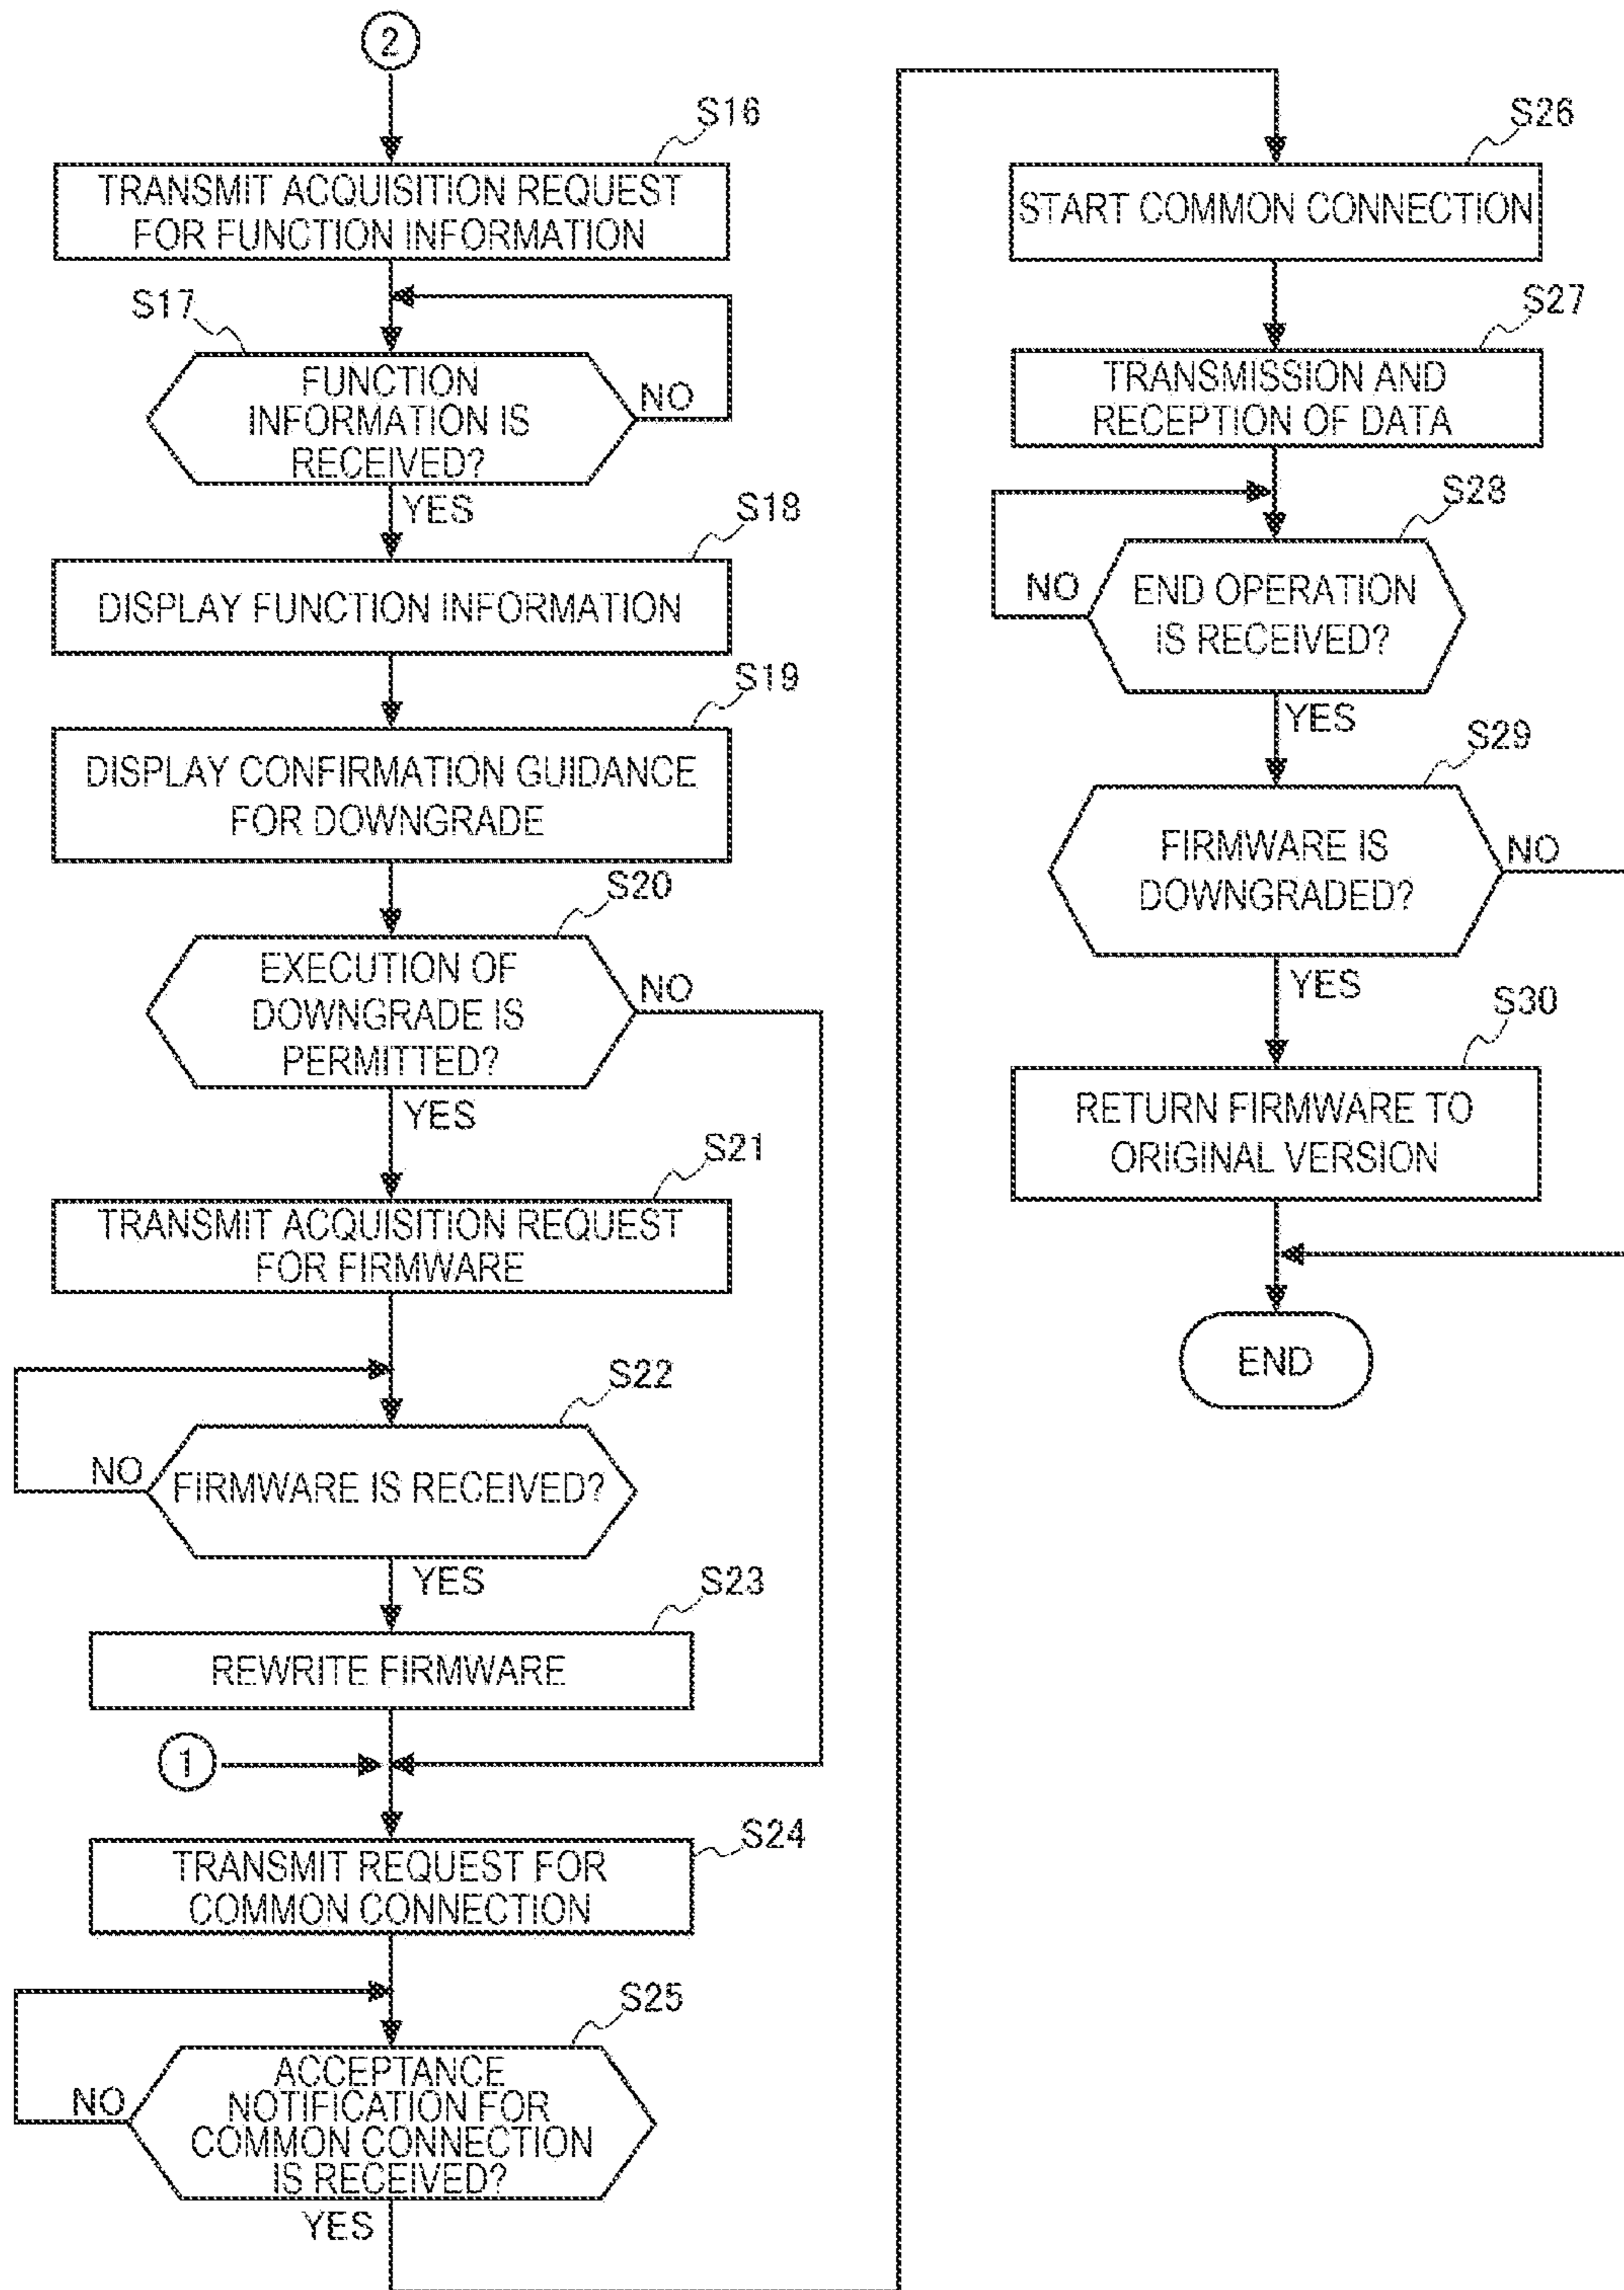 2
S16
TRANSMIT ACQUISITION REQUEST
FOR FUNCTION INFORMATION
S17
FUNCTION
INFORMATION IS
RECEIVED?
NO
YES
S18
DISPLAY FUNCTION INFORMATION
S19
DISPLAY CONFIRMATION GUIDANCE
FOR DOWNGRADE
S20
EXECUTION OF
DOWNGRADE IS
PERMITTED?
NO
YES
S21
TRANSMIT ACQUISITION REQUEST
FOR FIRMWARE
S22
NO
FIRMWARE IS RECEIVED?
YES
S23
REWRITE FIRMWARE
1
S24
TRANSMIT REQUEST FOR
COMMON CONNECTION
S25
NO
ACCEPTANCE
NOTIFICATION FOR
COMMON CONNECTION
IS RECEIVED?
YES
S26
START COMMON CONNECTION
S27
TRANSMISSION AND
RECEPTION OF DATA
S28
NO
END OPERATION
IS RECEIVED?
YES
S29
FIRMWARE IS
DOWNGRADED?
NO
YES
S30
RETURN FIRMWARE TO
ORIGINAL VERSION
END